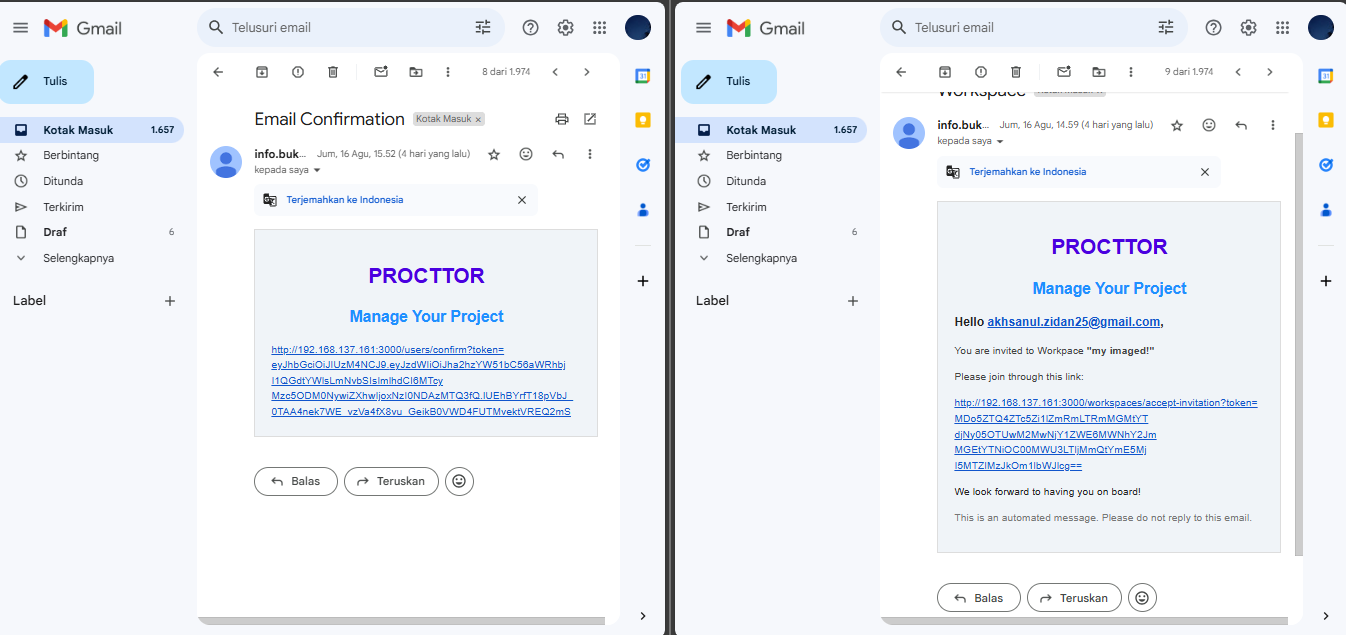 Gmail
Telusuri email
Tulis
Kotak Masuk 1.657
Berbintang
Ditunda
Terkirim
Draf 6
Selengkapnya
Label
8 dari 1.974
Email Confirmation Kotak Masuk x
info.buk... Jum, 16 Agu, 15.52 (4 hari yang lalu)
kepada saya
Terjemahkan ke Indonesia
PROCTTOR
Manage Your Project
http://192.168.137.161:3000/users/confirm?token=
Balas
Teruskan
Gmail
Telusuri email
Tulis
Kotak Masuk 1.657
Berbintang
Ditunda
Terkirim
Draf 6
Selengkapnya
Label
9 dari 1.974
Workspace
info.buk... Jum, 16 Agu, 14.59 (4 hari yang lalu)
kepada saya
Terjemahkan ke Indonesia
PROCTTOR
Manage Your Project
Hello akhsanul.zidan25@gmail.com,
You are invited to Workpace "my imaged!"
Please join through this link:
http://192.168.137.161:3000/workspaces/accept-invitation?token=
We look forward to having you on board!
This is an automated message. Please do not reply to this email.
Balas
Teruskan